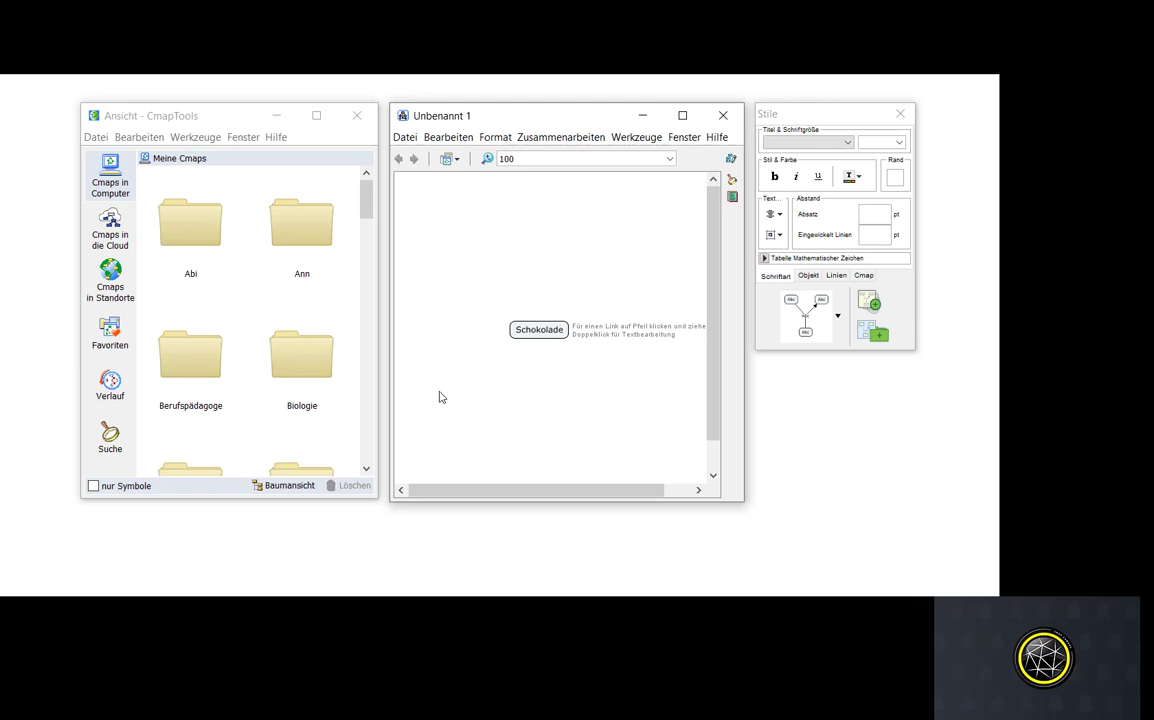 Ansicht - CmapTools
Datei Bearbeiten Werkzeuge Fenster Hilfe
Cmaps in
Computer
Cmaps in
die Cloud
Cmaps
in Standorte
Favoriten
Verlauf
Suche
Meine Cmaps
Abi
Ann
Berufspädagoge
Biologie
nur Symbole
Baumansicht
Löschen
Unbenannt 1
Datei Bearbeiten Format Zusammenarbeiten Werkzeuge Fenster Hilfe
100
Schokolade
Für einen Link auf Pfeil klicken und ziehe
Doppelklick für Textbearbeitung
Stile
Titel & Schriftgröße
Stil & Farbe
Rand
b i u T
Text...
Abstand
Absatz
pt
Eingewickelt Linien
pt
Tabelle Mathematischer Zeichen
Schriftart Objekt Linien Cmap
Abc
Abc
Abc